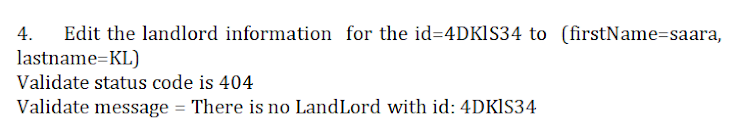 4. Edit the landlord information for the id=4DKlS34 to (firstName=saara,
lastname=KL)
Validate status code is 404
Validate message = There is no LandLord with id: 4DKlS34